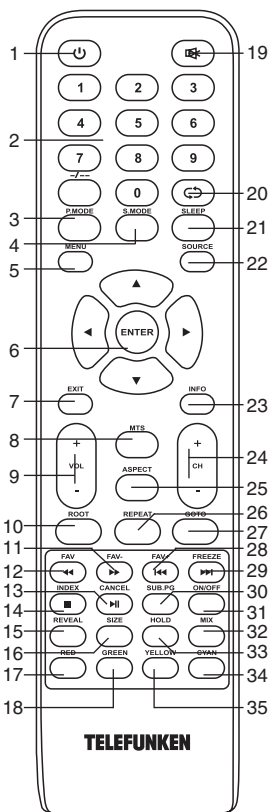 1 19
1 2 3
2
4 5 6
7 8 9
-/--
0 20
3 P.MODE S.MODE SLEEP 21
4
5 MENU SOURCE 22
6 ENTER
7 EXIT INFO 23
8 MTS
9 + VOL - + CH - 24
ASPECT 25
10 ROOT REPEAT GOTO 26
27
11 28
12 FAV FAV- FAV+ FREEZE 29
13 INDEX CANCEL SUB.PG ON/OFF 30
14 31
15 REVEAL SIZE HOLD MIX 32
16 33
17 RED GREEN YELLOW CYAN 34
18 35
TELEFUNKEN